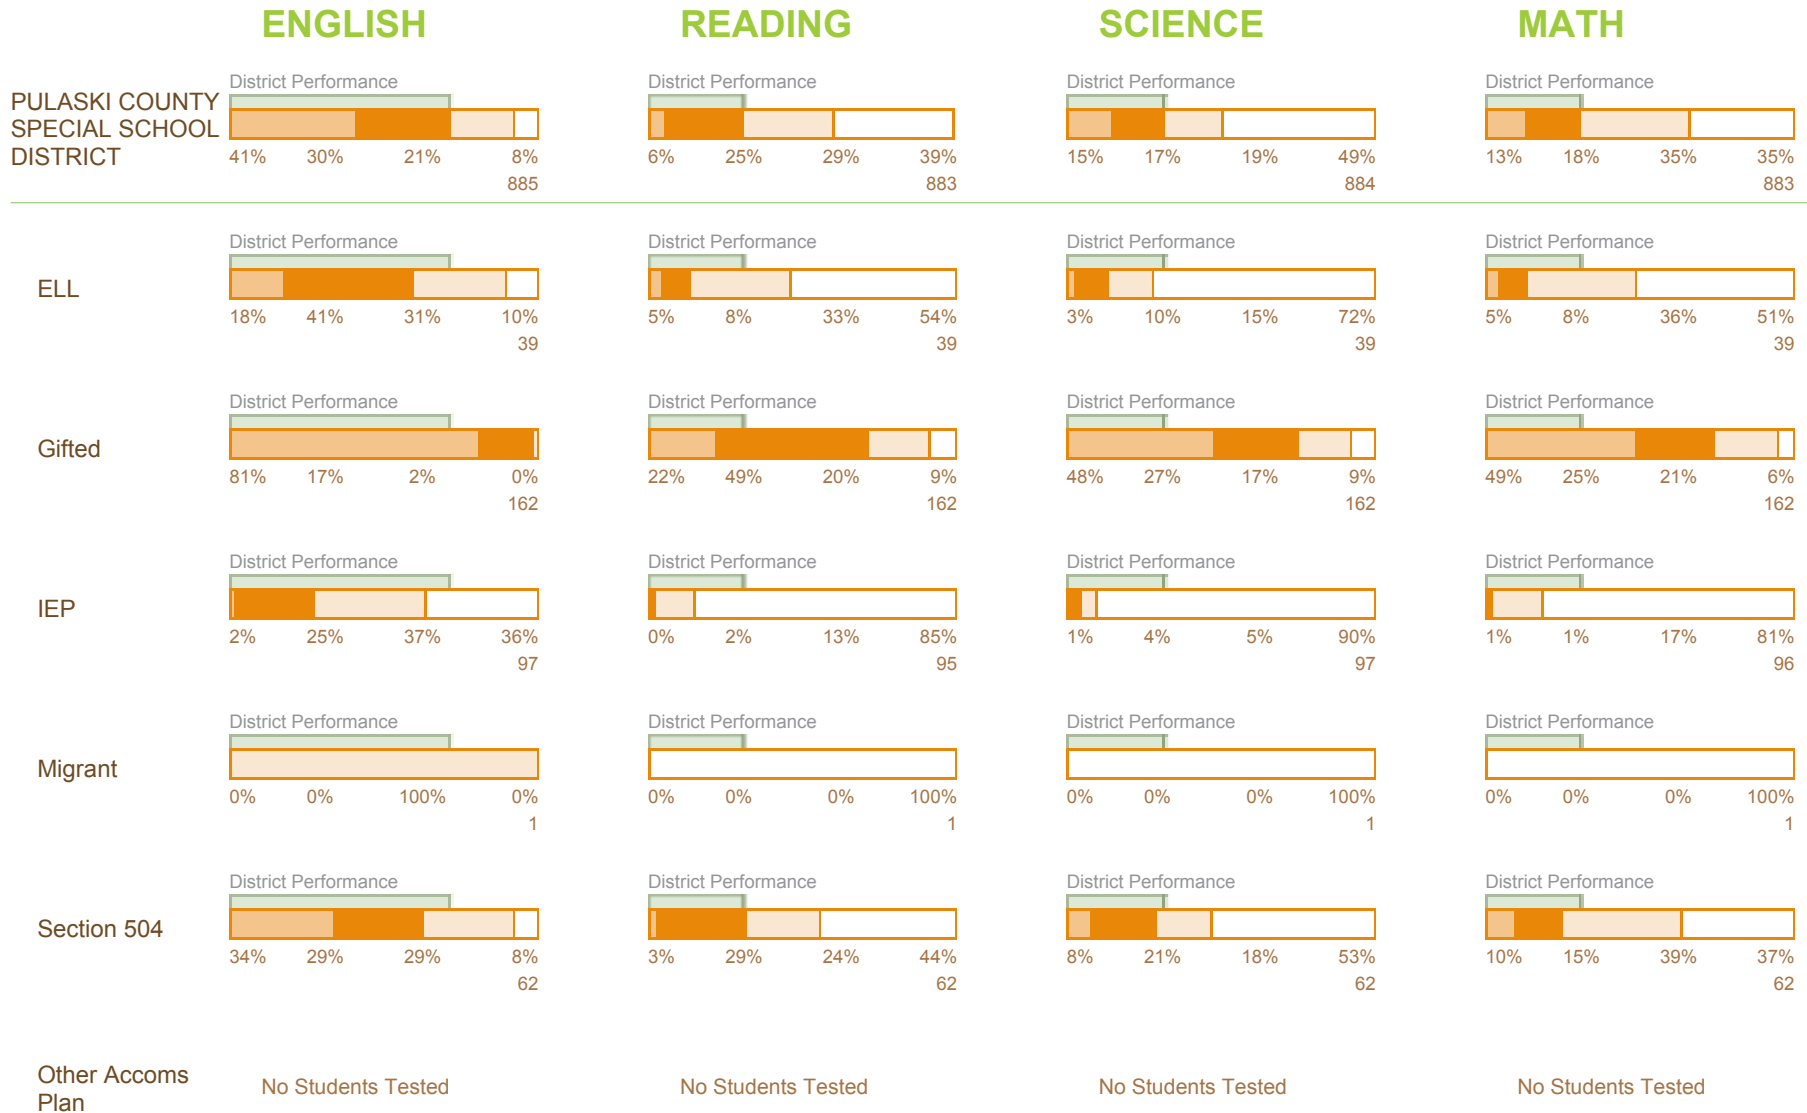 ENGLISH READING SCIENCE MATH
District Performance District Performance District Performance District Performance
PULASKI COUNTY
SPECIAL SCHOOL
DISTRICT
41% 30% 21% 8% 6% 25% 29% 39% 15% 17% 19% 49% 13% 18% 35% 35%
885 883 884 883
District Performance District Performance District Performance District Performance
ELL
18% 41% 31% 10% 5% 8% 33% 54% 3% 10% 15% 72% 5% 8% 36% 51%
39 39 39 39
District Performance District Performance District Performance District Performance
Gifted
81% 17% 2% 0% 22% 49% 20% 9% 48% 27% 17% 9% 49% 25% 21% 6%
162 162 162 162
District Performance District Performance District Performance District Performance
IEP
2% 25% 37% 36% 0% 2% 13% 85% 1% 4% 5% 90% 1% 1% 17% 81%
97 95 97 96
District Performance District Performance District Performance District Performance
Migrant
0% 0% 100% 0% 0% 0% 0% 100% 0% 0% 0% 100% 0% 0% 0% 100%
1 1 1 1
District Performance District Performance District Performance District Performance
Section 504
34% 29% 29% 8% 3% 29% 24% 44% 8% 21% 18% 53% 10% 15% 39% 37%
62 62 62 62
Other Accoms
Plan
No Students Tested No Students Tested No Students Tested No Students Tested